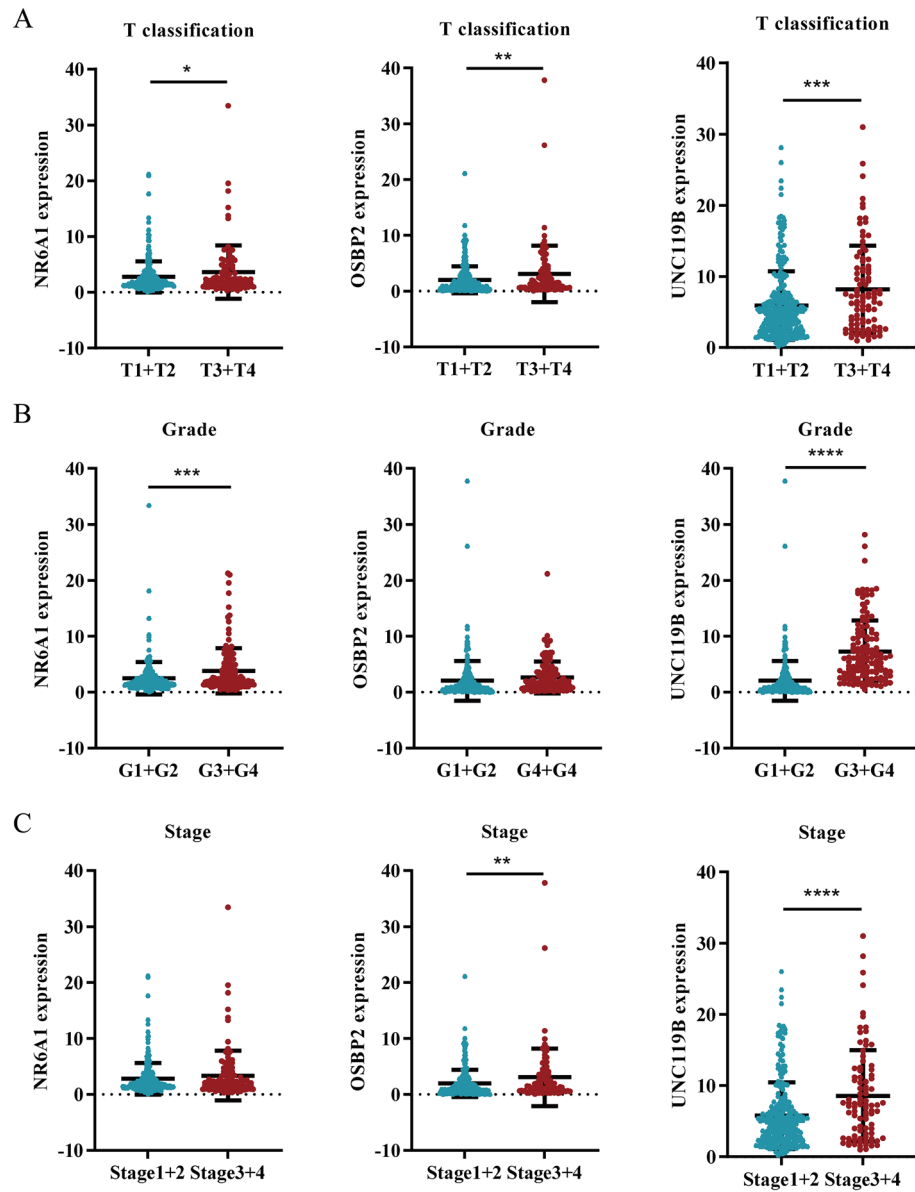 A
T classification
T classification
T classification
*
**
***
NR6A1 expression
40
30
20
10
0
-10
T1+T2 T3+T4
OSBP2 expression
40
30
20
10
0
-10
T1+T2 T3+T4
UNC119B expression
40
30
20
10
0
T1+T2 T3+T4
B
Grade
Grade
Grade
***
****
NR6A1 expression
40
30
20
10
0
-10
G1+G2 G3+G4
OSBP2 expression
40
30
20
10
0
-10
G1+G2 G4+G4
UNC119B expression
40
30
20
10
0
-10
G1+G2 G3+G4
C
Stage
Stage
Stage
**
****
NR6A1 expression
40
30
20
10
0
-10
Stage1+2 Stage3+4
OSBP2 expression
40
30
20
10
0
-10
Stage1+2 Stage3+4
UNC119B expression
40
30
20
10
0
Stage1+2 Stage3+4